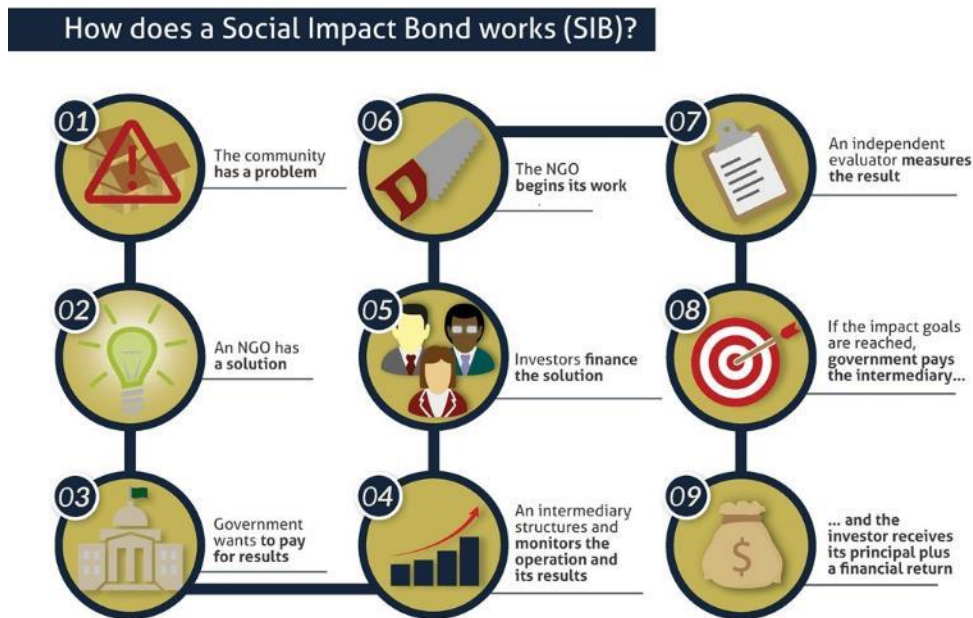 How does a Social Impact Bond works (SIB)?
01
The community
has a problem
02
An NGO has
a solution
03
Government
wants to pay
for results
04
An intermediary
structures and
monitors the
operation and
its results
05
Investors finance
the solution
06
The NGO
begins its work
07
An independent
evaluator measures
the result
08
If the impact goals
are reached,
government pays
the intermediary...
09
... and the
investor receives
its principal plus
a financial return
$